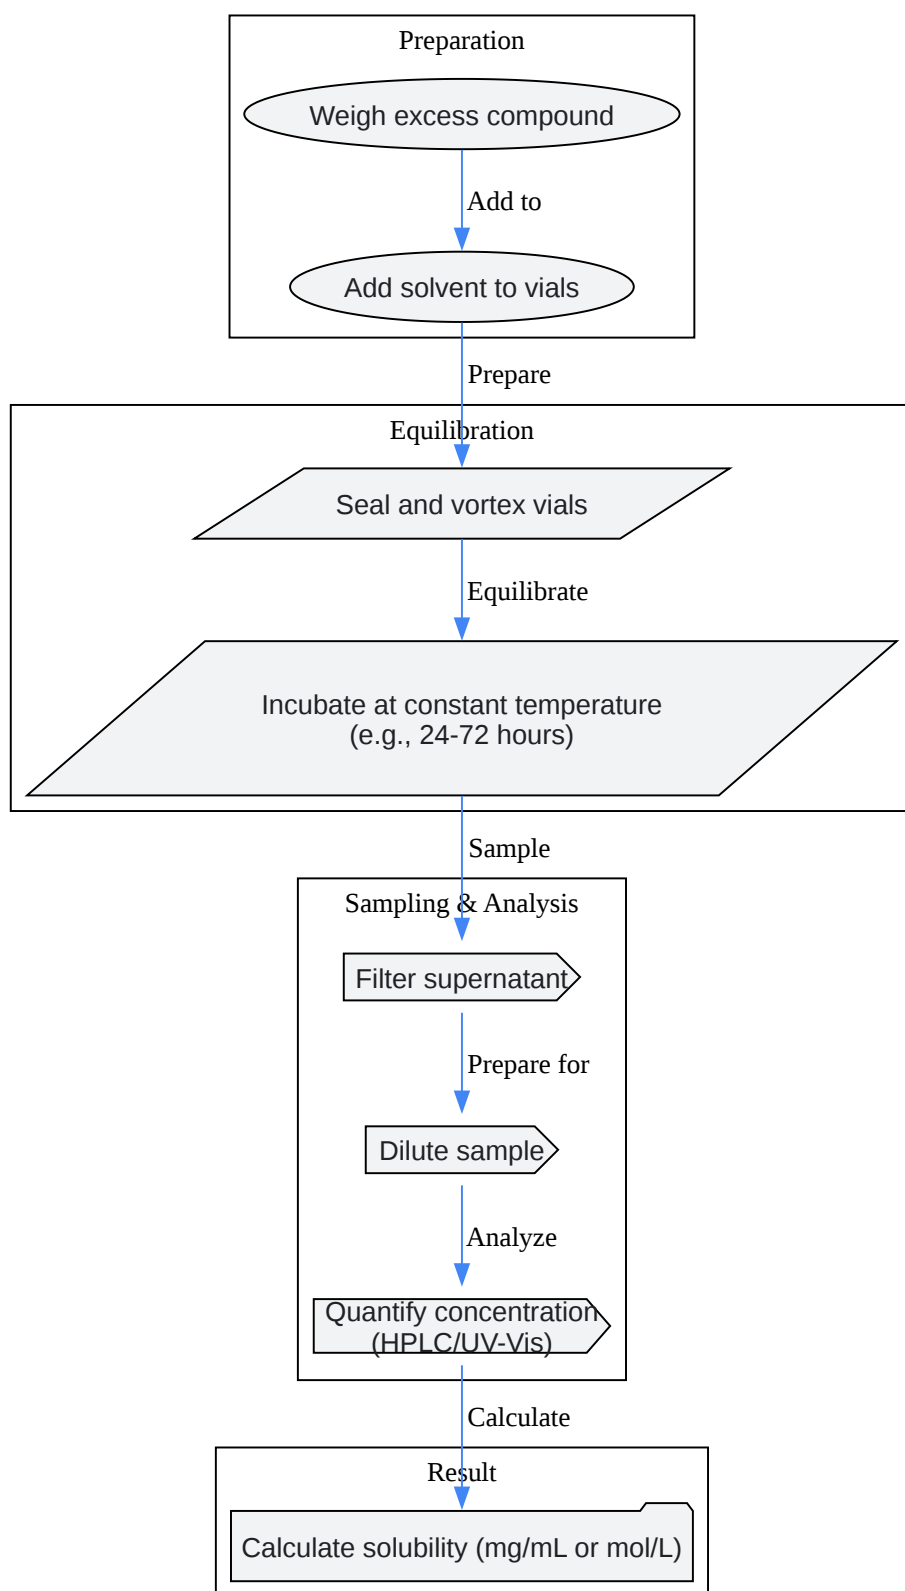 Preparation
Weigh excess compound
Add to
Add solvent to vials
Prepare
Equilibration
Seal and vortex vials
Equilibrate
Incubate at constant temperature
(e.g., 24-72 hours)
Sample
Sampling & Analysis
Filter supernatant
Prepare for
Dilute sample
Analyze
Quantify concentration
(HPLC/UV-Vis)
Calculate
Result
Calculate solubility (mg/mL or mol/L)